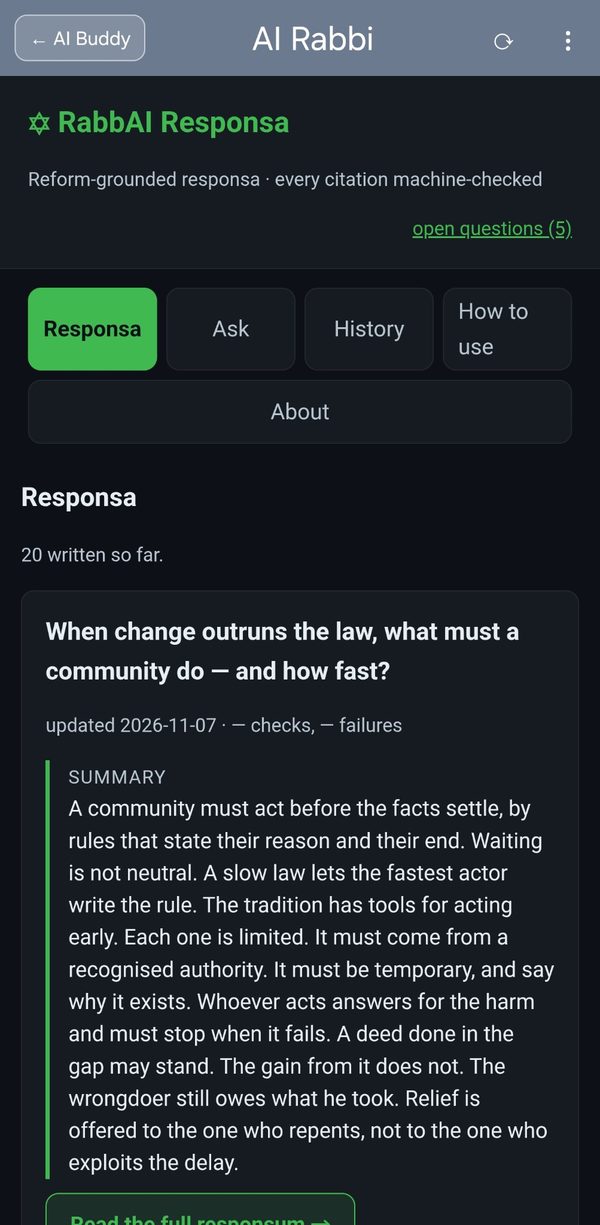 ← AI Buddy
AI Rabbi
✡ RabbAI Responsa
Reform-grounded responsa · every citation machine-checked
open questions (5)
Responsa
Ask
History
How to
use
About
Responsa
20 written so far.
When change outruns the law, what must a
community do — and how fast?
updated 2026-11-07 · — checks, — failures
SUMMARY
A community must act before the facts settle, by
rules that state their reason and their end. Waiting
is not neutral. A slow law lets the fastest actor
write the rule. The tradition has tools for acting
early. Each one is limited. It must come from a
recognised authority. It must be temporary, and say
why it exists. Whoever acts answers for the harm
and must stop when it fails. A deed done in the
gap may stand. The gain from it does not. The
wrongdoer still owes what he took. Relief is
offered to the one who repents, not to the one who
exploits the delay.
Read the full responsum →